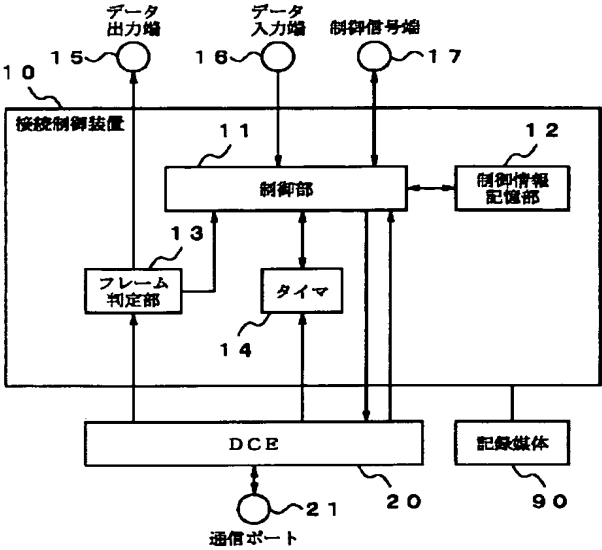 データ
出力端
データ
入力端
制御信号端
15
16
17
10
接続制御装置
11
12
制御部
制御情報
記憶部
13
フレーム
判定部
タイマ
14
DCE
記録媒体
20
90
21
通信ポート